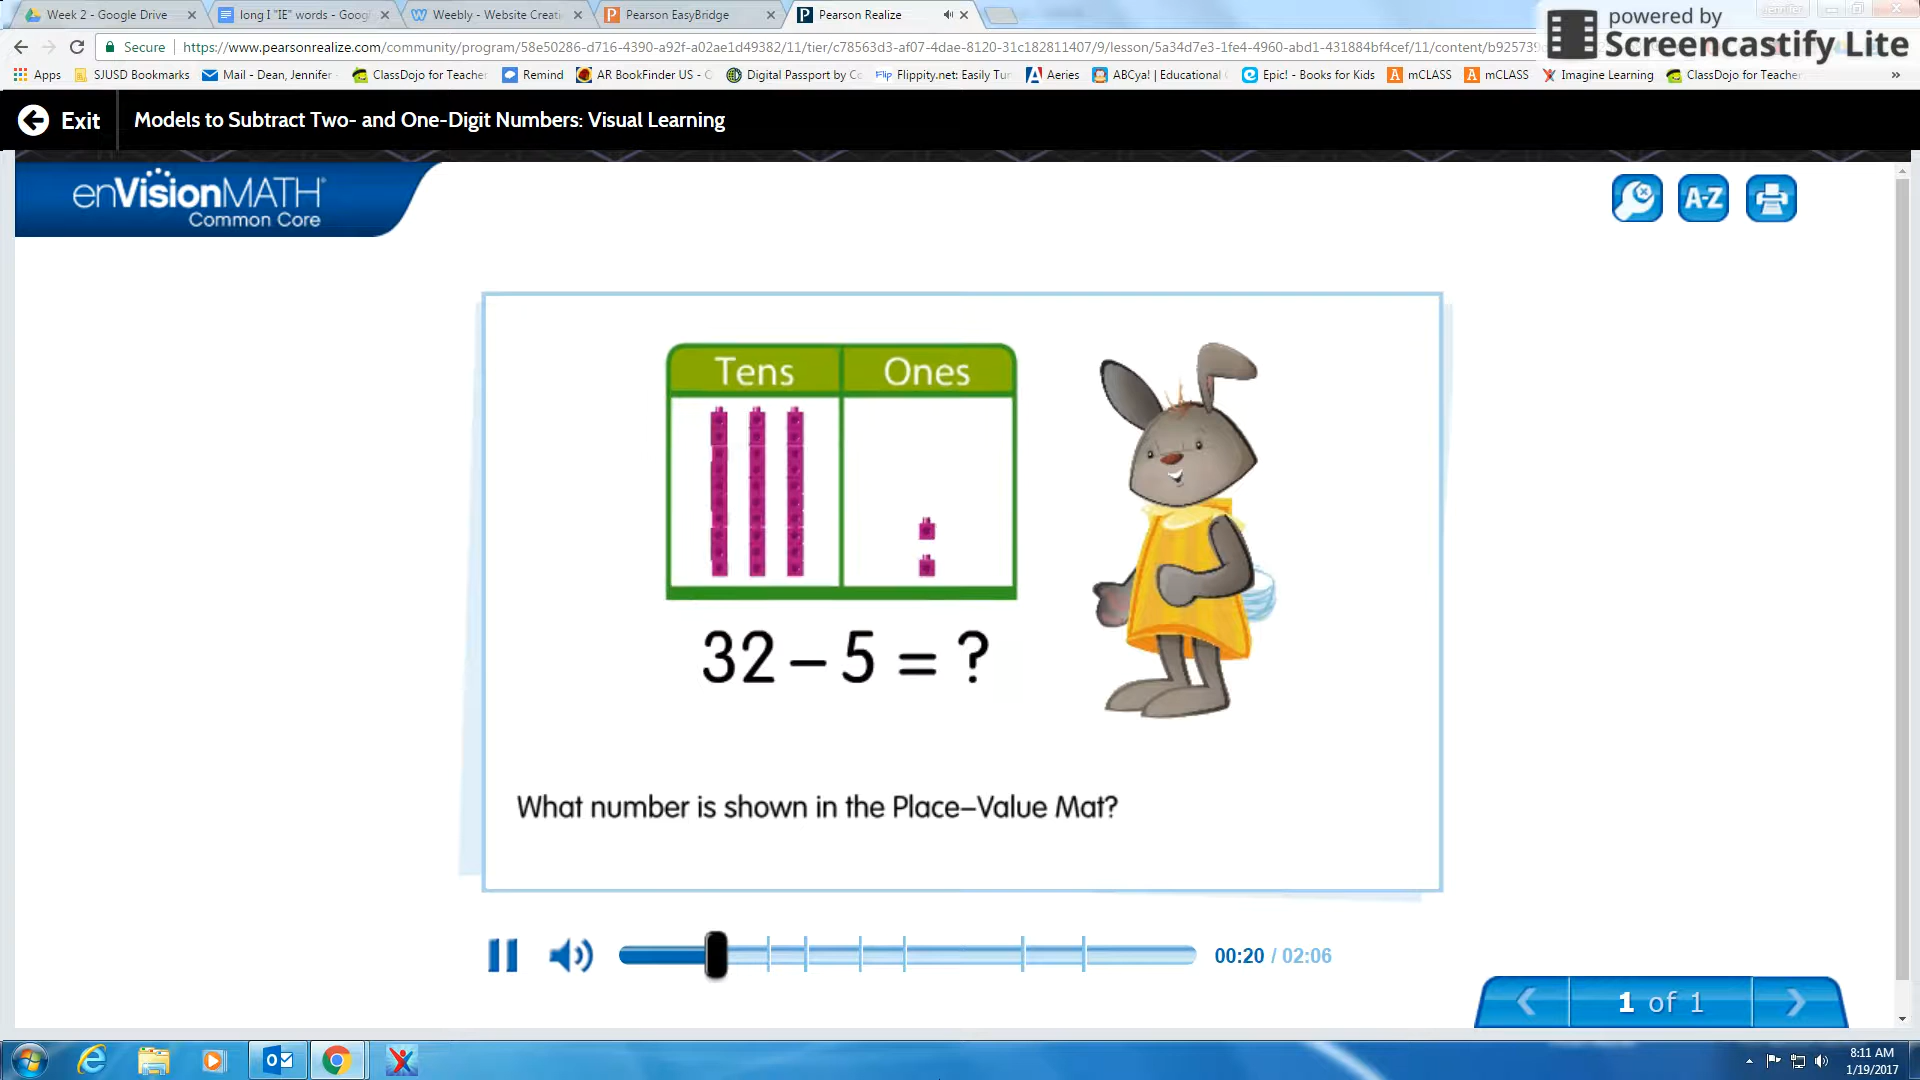 Week 2 - Google Drive
long I "IE" words - Goog
Weebly - Website Creati
Pearson EasyBridge
Pearson Realize
powered by
Screencastify Lite
Secure
https://www.pearsonrealize.com/community/program/58e50286-d716-4390-a92f-a02ae1d49382/11/tier/c78563d3-af07-4dae-8120-31c182811407/9/lesson/5a34d7e3-1fe4-4960-abd1-431884bf4cef/11/content/b92573
Apps
SJUSD Bookmarks
Mail - Dean, Jennifer
ClassDojo for Teache
Remind
AR BookFinder US - 
Digital Passport by Co
Flip Flippity.net: Easily Tu
Aeries
ABCya! | Educational
Epic! - Books for Kids
mCLASS
mCLASS
Imagine Learning
ClassDojo for Teache
»
Exit
Models to Subtract Two- and One-Digit Numbers: Visual Learning
enVisionMATH
Common Core
A-Z
Tens
Ones
32 – 5 = ?
What number is shown in the Place–Value Mat?
00:20 / 02:06
1 of 1
8:11 AM
1/19/2017